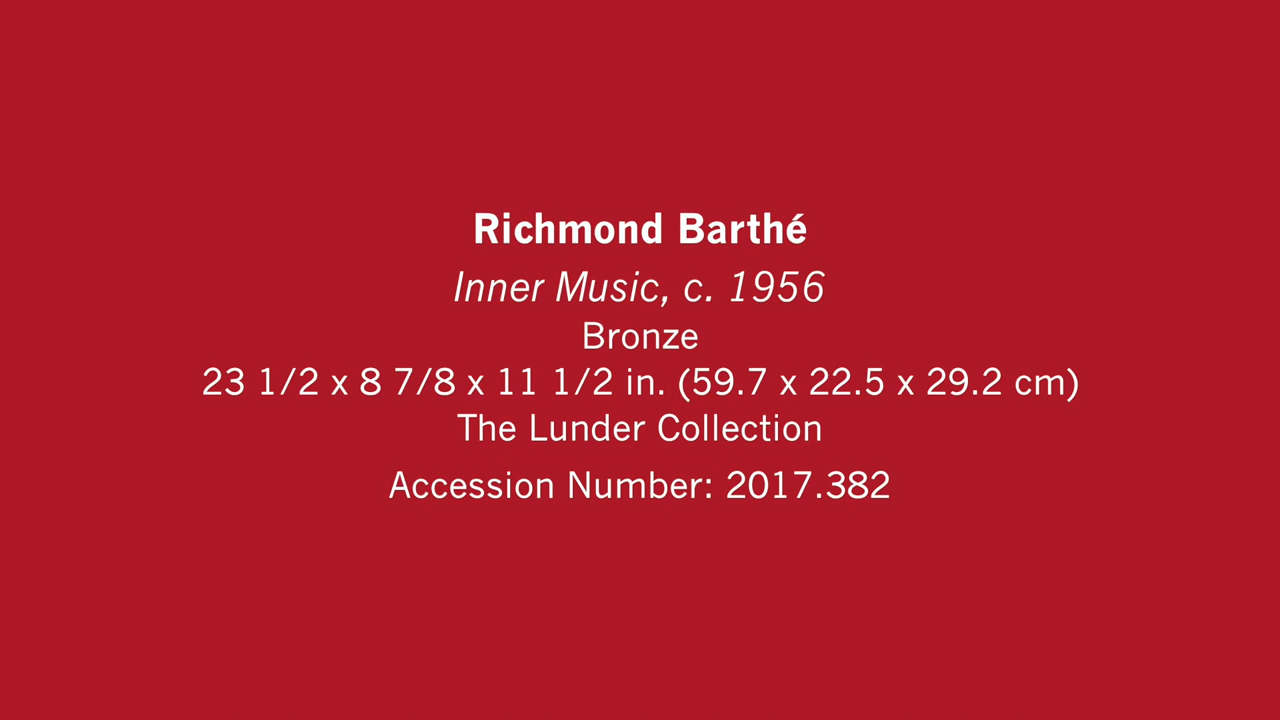 Richmond Barthé
Inner Music, c. 1956
Bronze
23 1/2 x 8 7/8 x 11 1/2 in. (59.7 x 22.5 x 29.2 cm)
The Lunder Collection
Accession Number: 2017.382